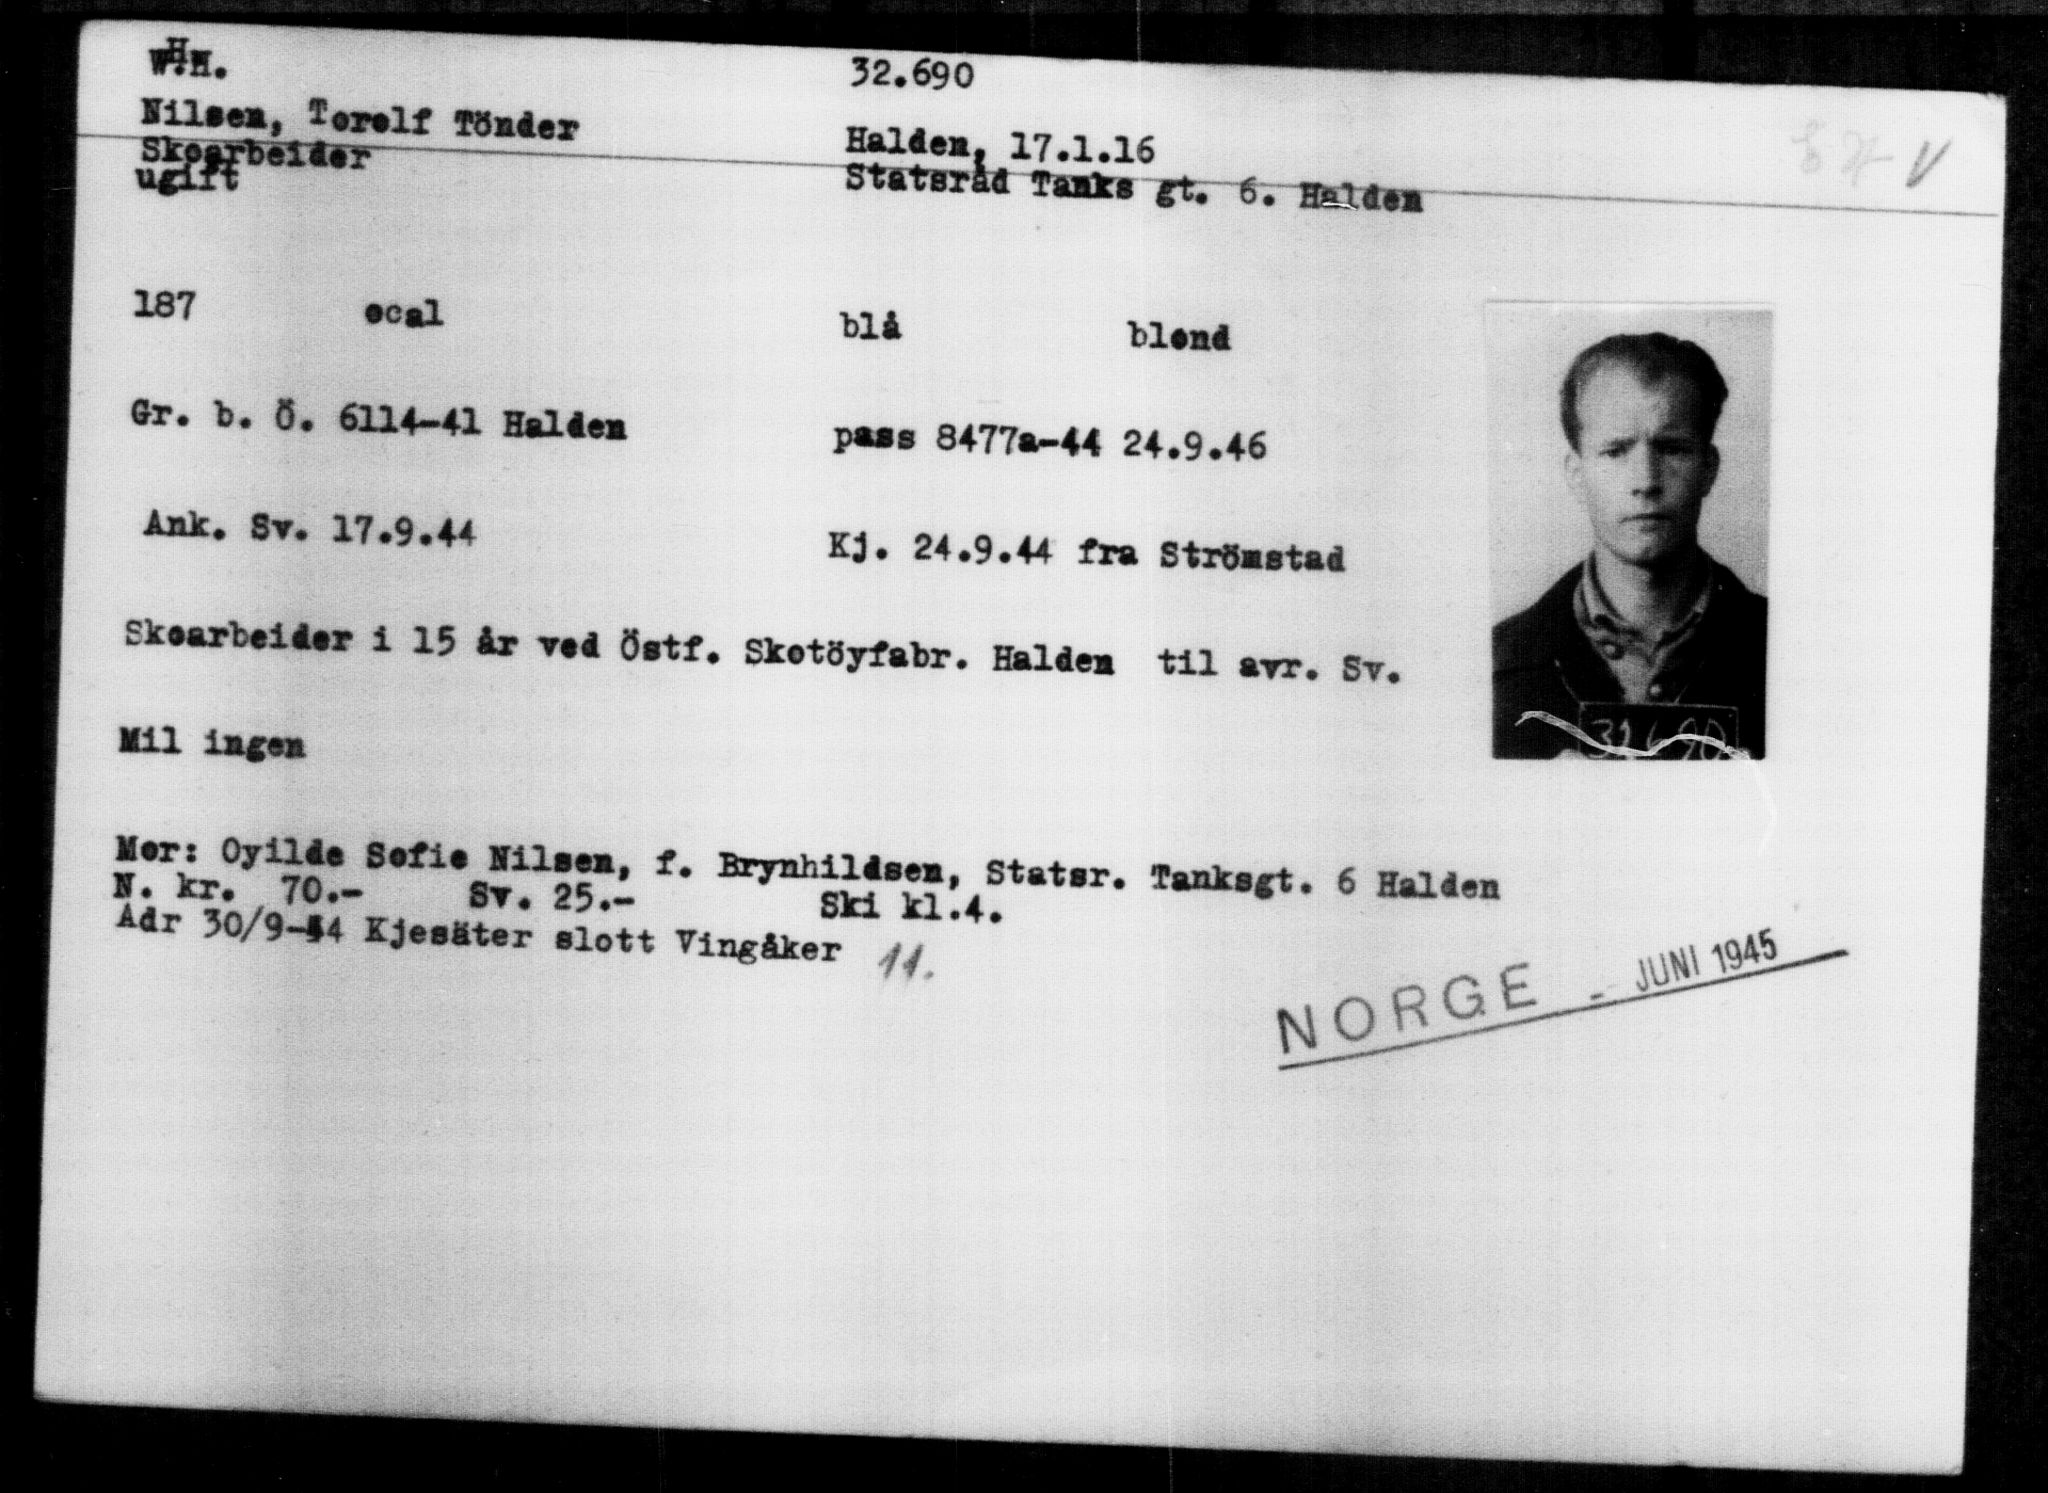 W.H. 32.690
Nilsen, Torolf Tönder Halden, 17.1.16
Skoarbeider Statsråd Tanks gt. 6. Halden
ugift
187 ocal blå blond
Gr. b. Ö. 6114-41 Halden pass 8477a-44 24.9.46
Ank. Sv. 17.9.44 Kj. 24.9.44 fra Strömstad
Skoarbeider i 15 år ved Östf. Skotöyfabr. Halden til avr. Sv.
Mil ingen
Mor: Oyilde Sofie Nilsen, f. Brynhildsen, Statsr. Tanksgt. 6 Halden
N. kr. 70.- Sv. 25.- Ski kl.4.
Adr 30/9-44 Kjesäter slott Vingåker 11.
32690
NORGE - JUNI 1945